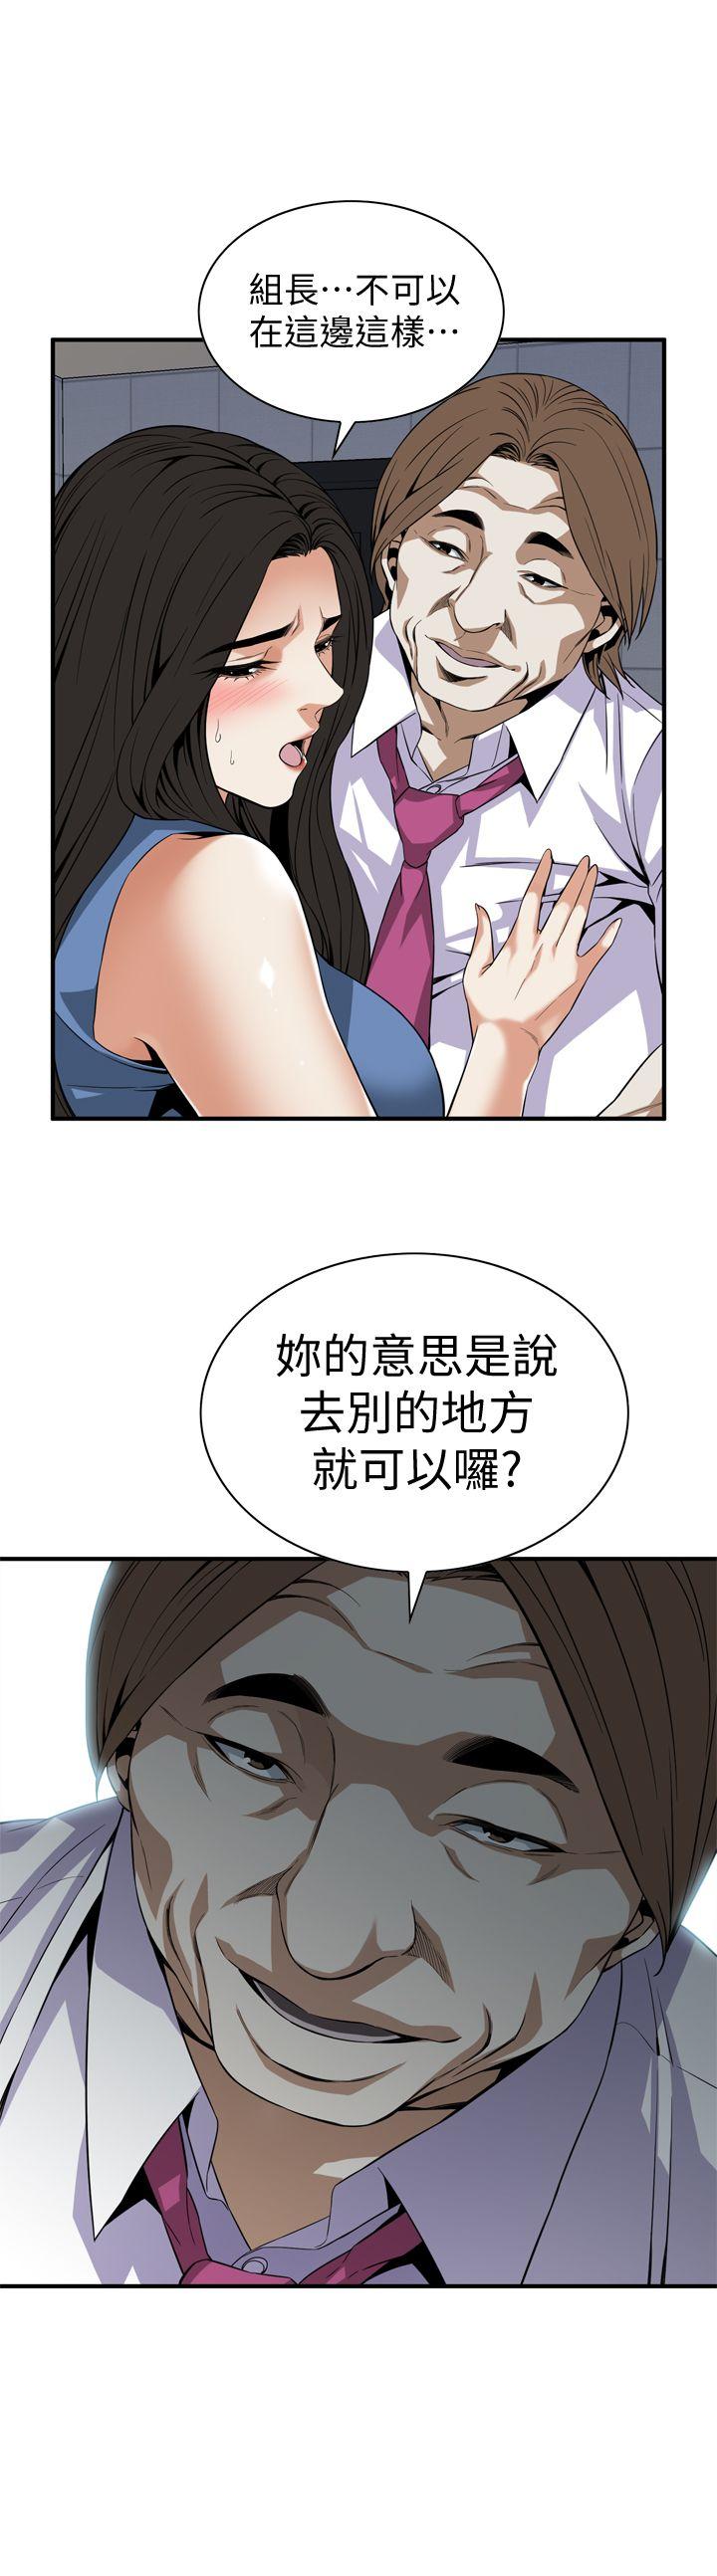 組長⋯不可以
在這邊這樣⋯
妳的意思是說
去別的地方
就可以囉?